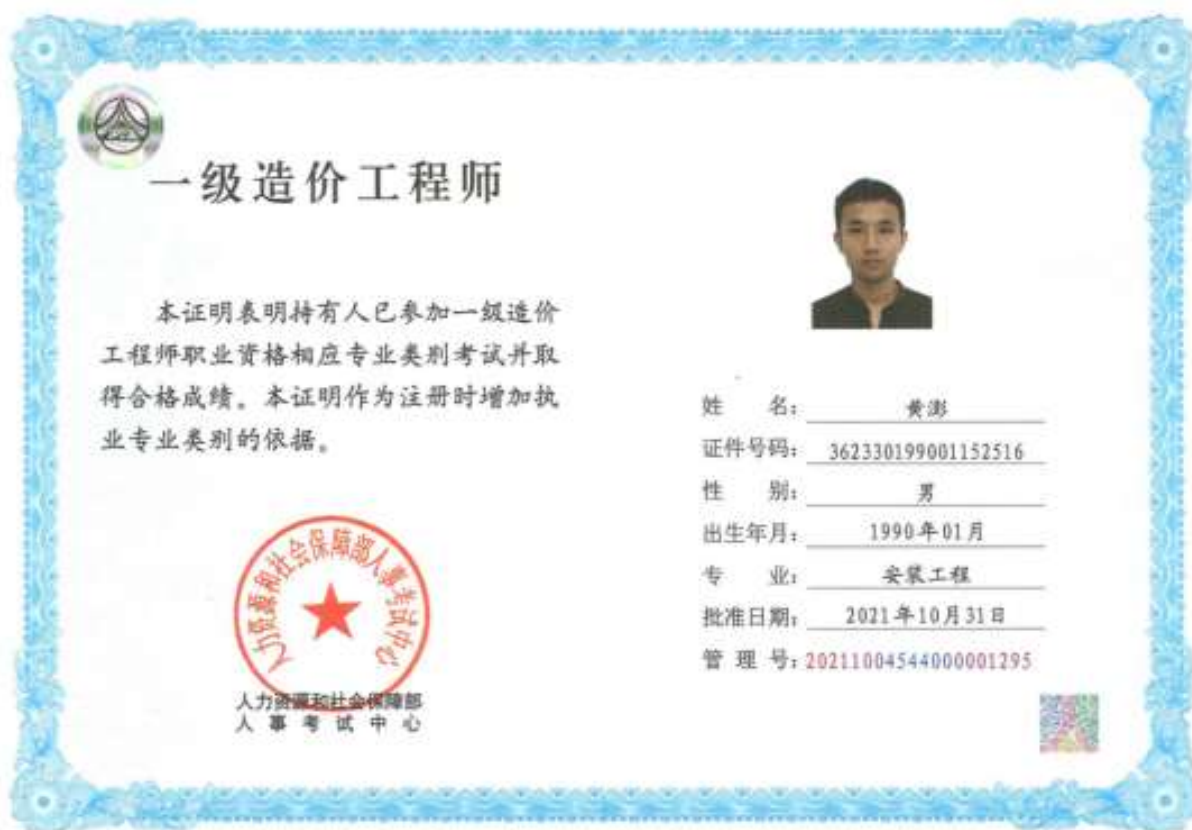 一级造价工程师
本证明表明持有人已参加一级造价
工程师职业资格相应专业类别考试并取
得合格成绩。本证明作为注册时增加执
业专业类别的依据。
人力资源和社会保障部人事考试中心
人力资源和社会保障部
人事考试中心
姓 名： 黄澎
证件号码： 362330199001152516
性 别： 男
出生年月： 1990年01月
专 业： 安装工程
批准日期： 2021年10月31日
管 理 号：20211004544000001295